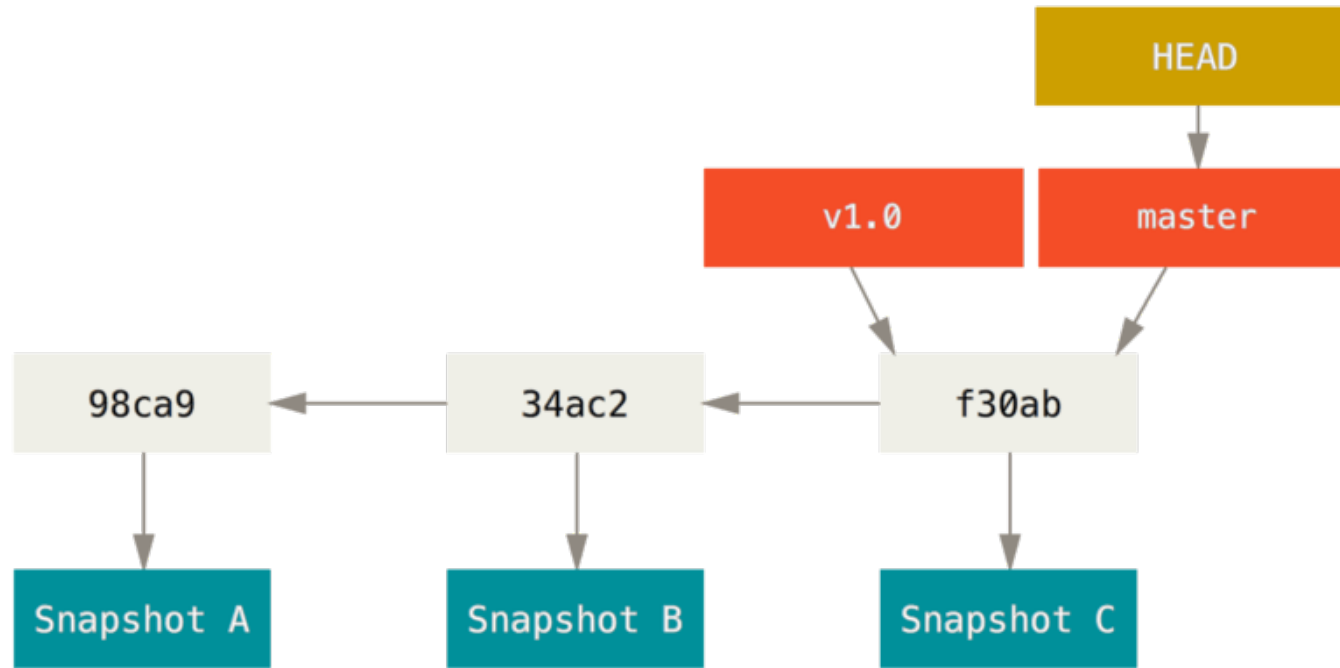 HEAD
v1.0
master
98ca9
34ac2
f30ab
Snapshot A
Snapshot B
Snapshot C